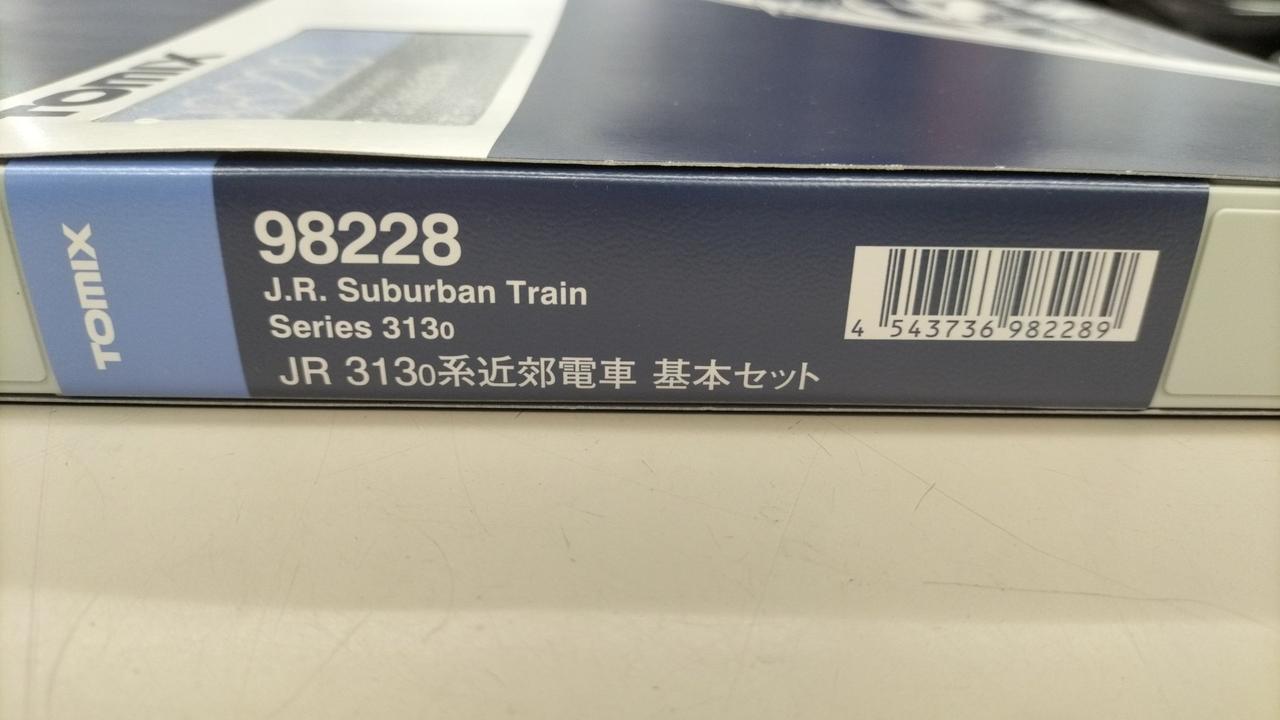 TOMIX
TOMIX
98228
J.R. Suburban Train
Series 3130
JR 3130系近郊電車 基本セット
4 543736 982289